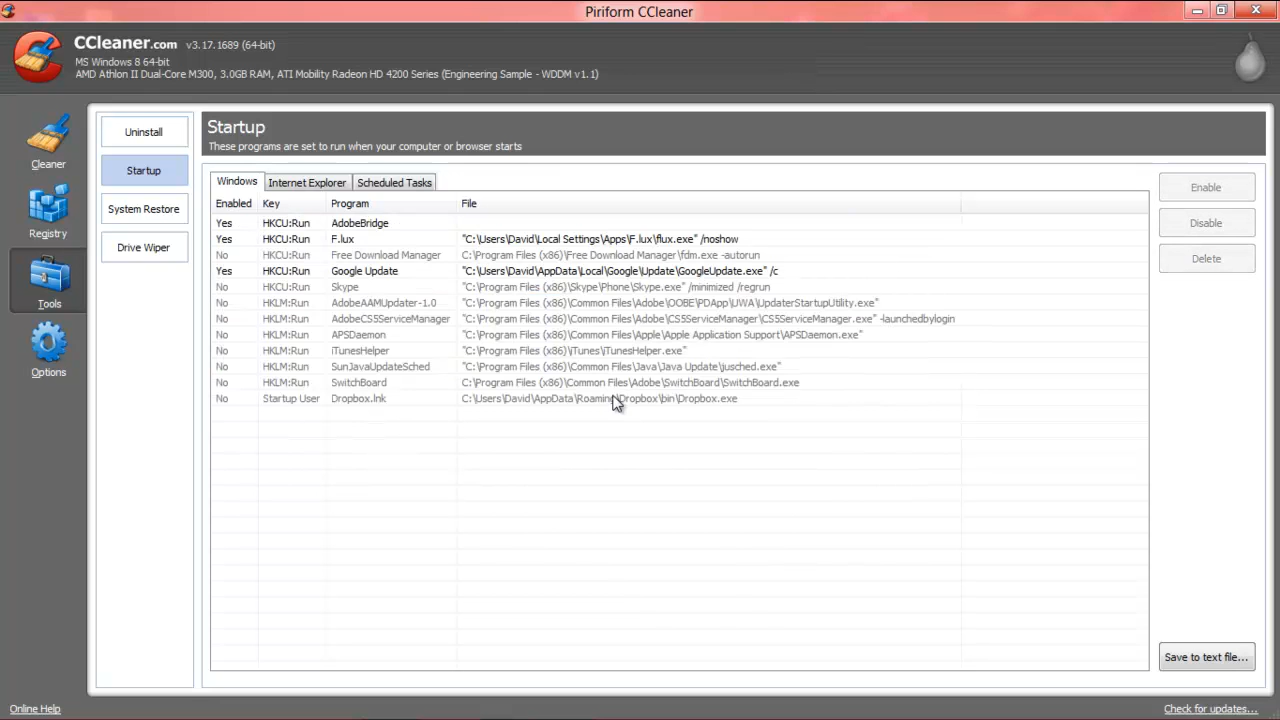 Piriform CCleaner
CCleaner.com v3.17.1689 (64-bit)
MS Windows 8 64-bit
AMD Athlon II Dual-Core M300, 3.0GB RAM, ATI Mobility Radeon HD 4200 Series (Engineering Sample - WDDM v1.1)
Cleaner
Registry
Tools
Options
Uninstall
Startup
System Restore
Drive Wiper
Startup
These programs are set to run when your computer or browser starts
Windows Internet Explorer Scheduled Tasks
Enabled Key Program File
Yes HKCU:Run AdobeBridge
Yes HKCU:Run F.lux "C:\Users\David\Local Settings\Apps\F.lux\flux.exe" /noshow
No HKCU:Run Free Download Manager C:\Program Files (x86)\Free Download Manager\fdm.exe -autorun
Yes HKCU:Run Google Update "C:\Users\David\AppData\Local\Google\Update\GoogleUpdate.exe" /c
No HKCU:Run Skype "C:\Program Files (x86)\Skype\Phone\Skype.exe" /minimized /regrun
No HKLM:Run AdobeAAMUpdater-1.0 "C:\Program Files (x86)\Common Files\Adobe\OOBE\PDApp\UWA\UpdaterStartupUtility.exe"
No HKLM:Run AdobeCS5ServiceManager "C:\Program Files (x86)\Common Files\Adobe\CS5ServiceManager\CS5ServiceManager.exe" -launchedbylogin
No HKLM:Run APSDaemon "C:\Program Files (x86)\Common Files\Apple\Apple Application Support\APSDaemon.exe"
No HKLM:Run iTunesHelper "C:\Program Files (x86)\iTunes\iTunesHelper.exe"
No HKLM:Run SunJavaUpdateSched "C:\Program Files (x86)\Common Files\Java\Java Update\jusched.exe"
No HKLM:Run SwitchBoard C:\Program Files (x86)\Common Files\Adobe\SwitchBoard\SwitchBoard.exe
No Startup User Dropbox.lnk C:\Users\David\AppData\Roaming\Dropbox\bin\Dropbox.exe
Enable
Disable
Delete
Save to text file...
Online Help
Check for updates...